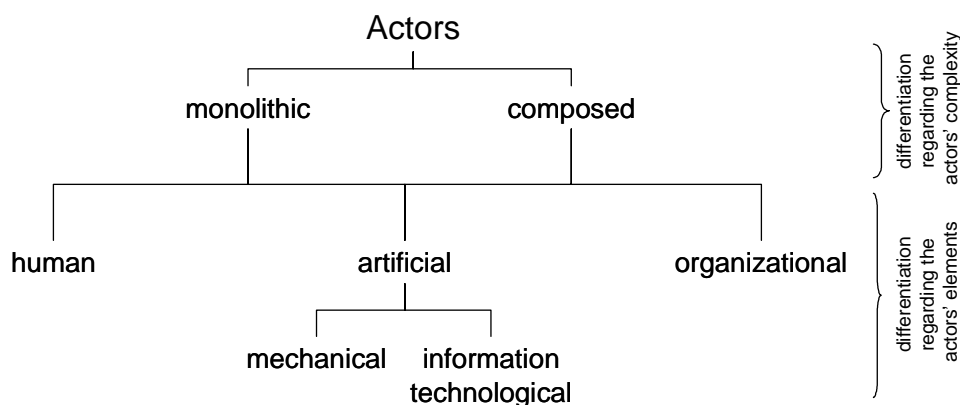 Actors
monolithic
composed
differentiation
regarding the
actors' complexity
human
artificial
organizational
mechanical
information
technological
differentiation
regarding the
actors' elements